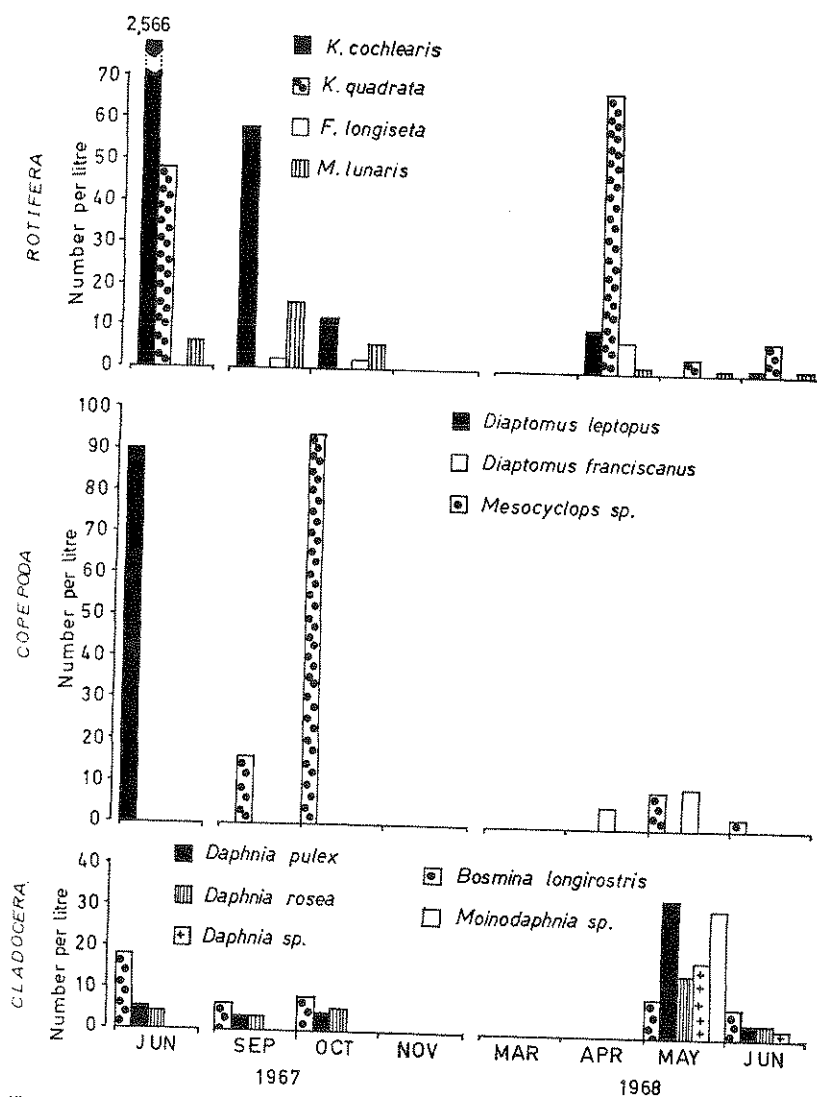 2,566
K. cochlearis
K. quadrata
F. longiseta
M. lunaris
ROTIFERA
Number per litre
70
60
50
40
30
20
10
0
Diaptomus leptopus
Diaptomus franciscanus
Mesocyclops sp.
COPEPODA
Number per litre
100
90
80
70
60
50
40
30
20
10
0
Daphnia pulex
Daphnia rosea
Daphnia sp.
Bosmina longirostris
Moinodaphnia sp.
CLADOCERA
Number per litre
40
30
20
10
0
JUN SEP OCT NOV MAR APR MAY JUN
1967 1968